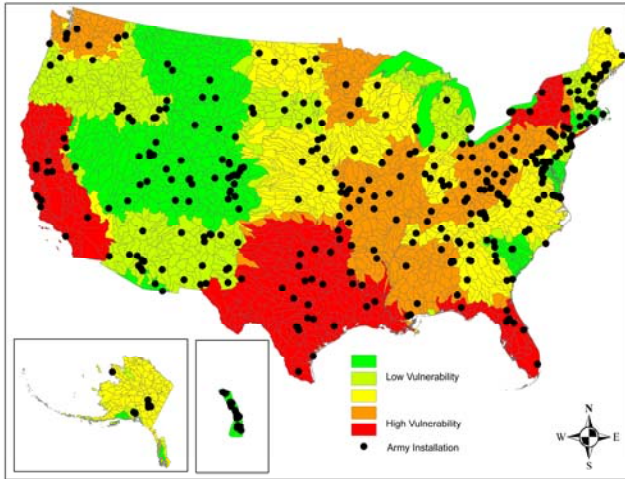 Low Vulnerability
High Vulnerability
Army Installation
N
W
E
S